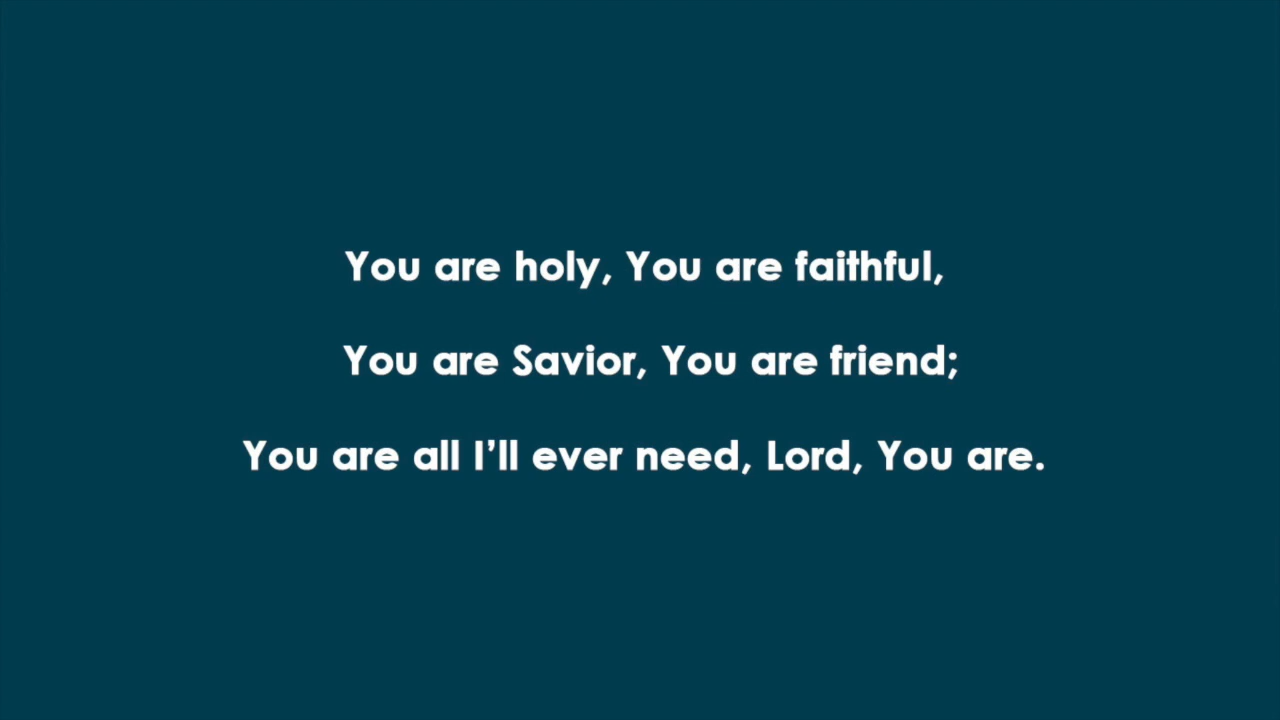 You are holy, You are faithful,
You are Savior, You are friend;
You are all I’ll ever need, Lord, You are.